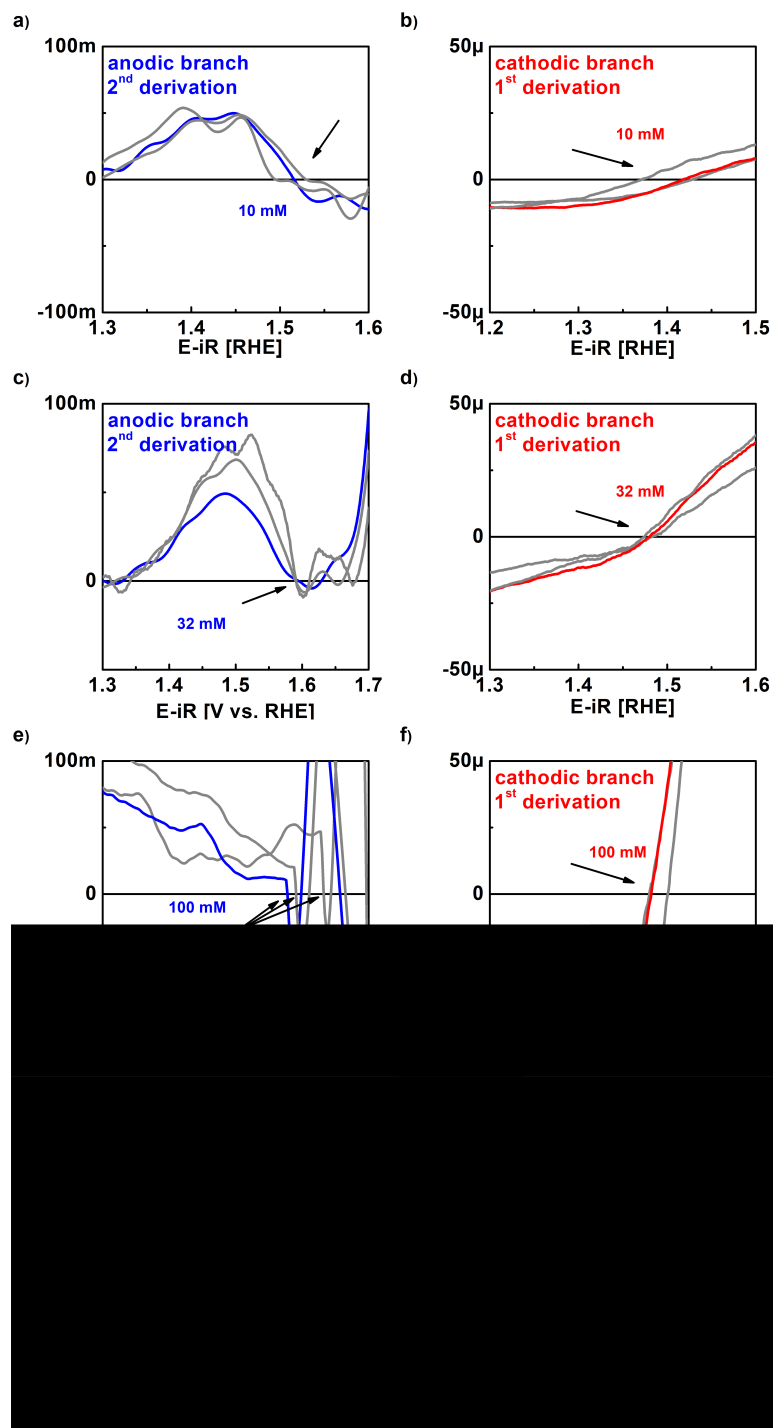 a)
100m
0
-100m
anodic branch
2nd derivation
10 mM
1.3 1.4 1.5 1.6
E-iR [RHE]
b)
50µ
0
-50µ
cathodic branch
1st derivation
10 mM
1.2 1.3 1.4 1.5
E-iR [RHE]
c)
100m
0
anodic branch
2nd derivation
32 mM
1.3 1.4 1.5 1.6 1.7
E-iR [V vs. RHE]
d)
50µ
0
-50µ
cathodic branch
1st derivation
32 mM
1.3 1.4 1.5 1.6
E-iR [RHE]
e)
100m
0
100 mM
f)
50µ
0
cathodic branch
1st derivation
100 mM